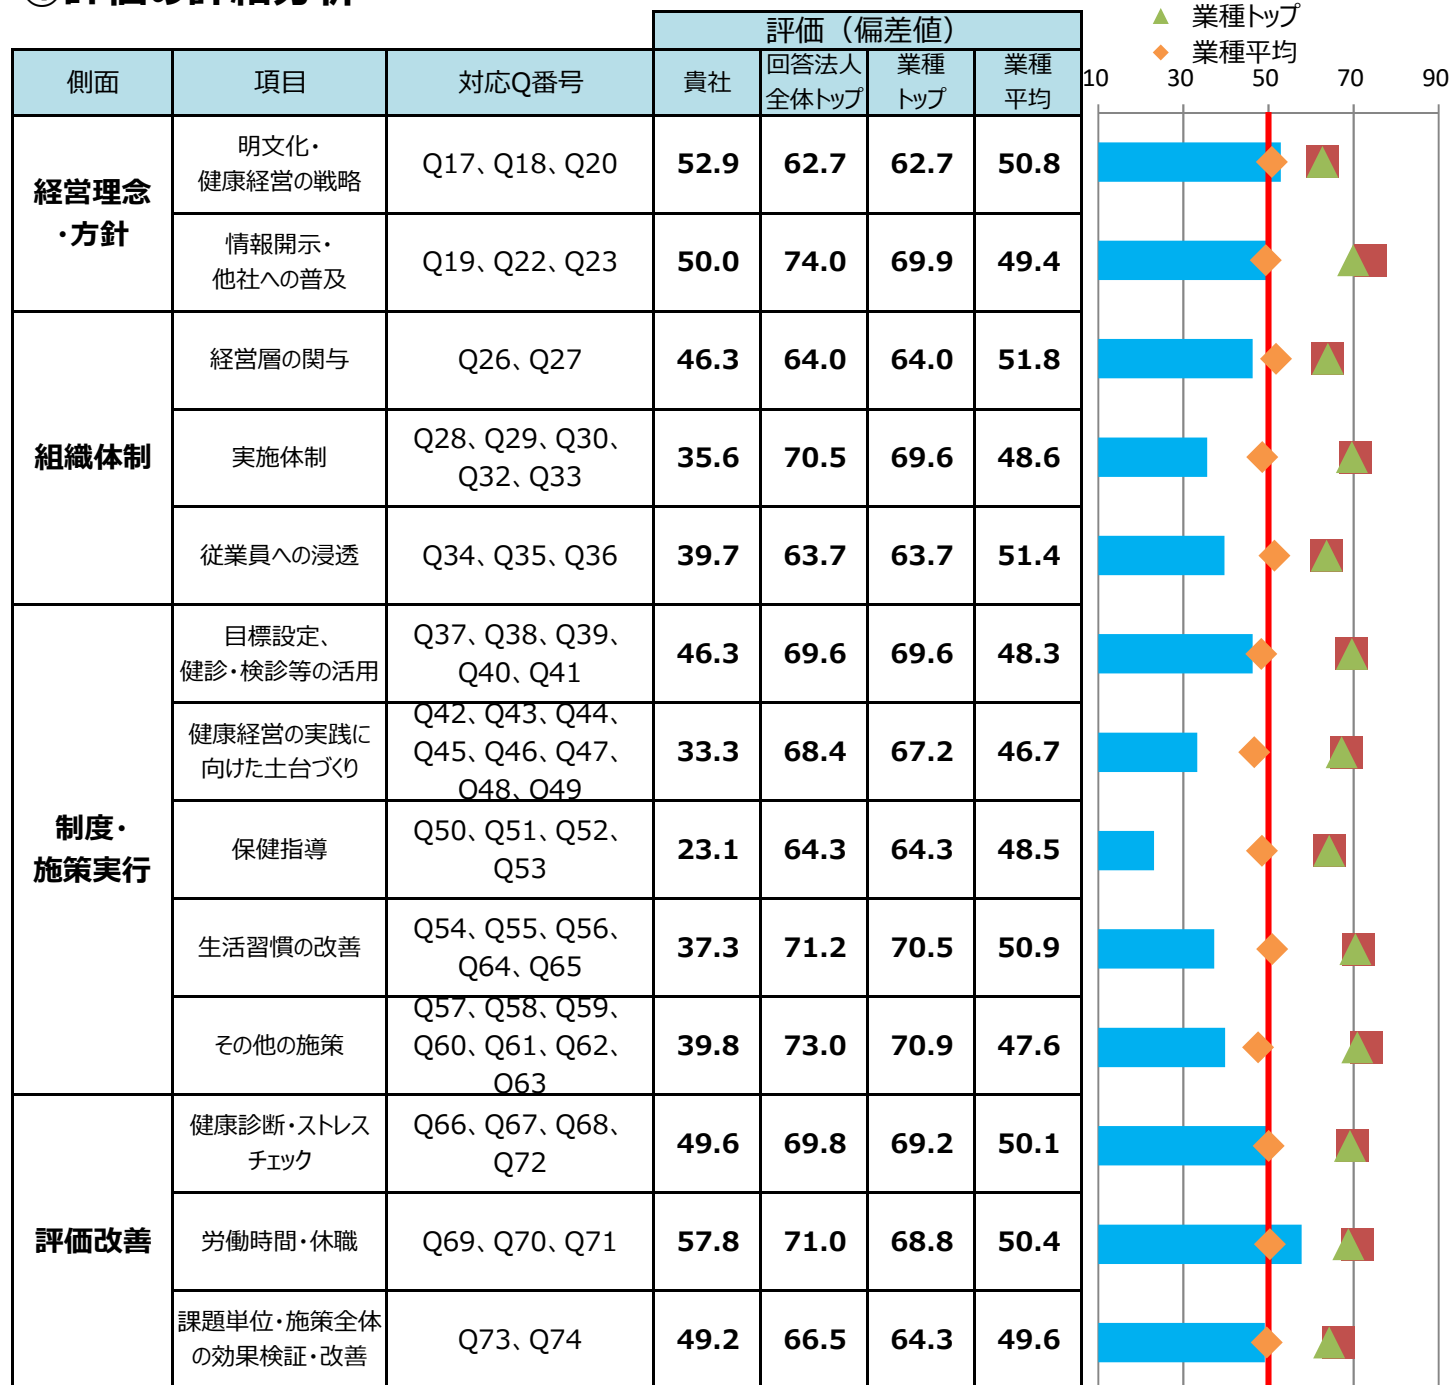 ▲ 業種トップ
◆ 業種平均
評価（偏差値）
側面 項目 対応Q番号 貴社 回答法人全体トップ 業種トップ 業種平均
10 30 50 70 90
経営理念・方針
明文化・健康経営の戦略 Q17、Q18、Q20 52.9 62.7 62.7 50.8
情報開示・他社への普及 Q19、Q22、Q23 50.0 74.0 69.9 49.4
組織体制
経営層の関与 Q26、Q27 46.3 64.0 64.0 51.8
実施体制 Q28、Q29、Q30、Q32、Q33 35.6 70.5 69.6 48.6
従業員への浸透 Q34、Q35、Q36 39.7 63.7 63.7 51.4
制度・施策実行
目標設定、健診・検診等の活用 Q37、Q38、Q39、Q40、Q41 46.3 69.6 69.6 48.3
健康経営の実践に向けた土台づくり Q42、Q43、Q44、Q45、Q46、Q47、Q48、Q49 33.3 68.4 67.2 46.7
保健指導 Q50、Q51、Q52、Q53 23.1 64.3 64.3 48.5
生活習慣の改善 Q54、Q55、Q56、Q64、Q65 37.3 71.2 70.5 50.9
その他の施策 Q57、Q58、Q59、Q60、Q61、Q62、Q63 39.8 73.0 70.9 47.6
評価改善
健康診断・ストレスチェック Q66、Q67、Q68、Q72 49.6 69.8 69.2 50.1
労働時間・休職 Q69、Q70、Q71 57.8 71.0 68.8 50.4
課題単位・施策全体の効果検証・改善 Q73、Q74 49.2 66.5 64.3 49.6